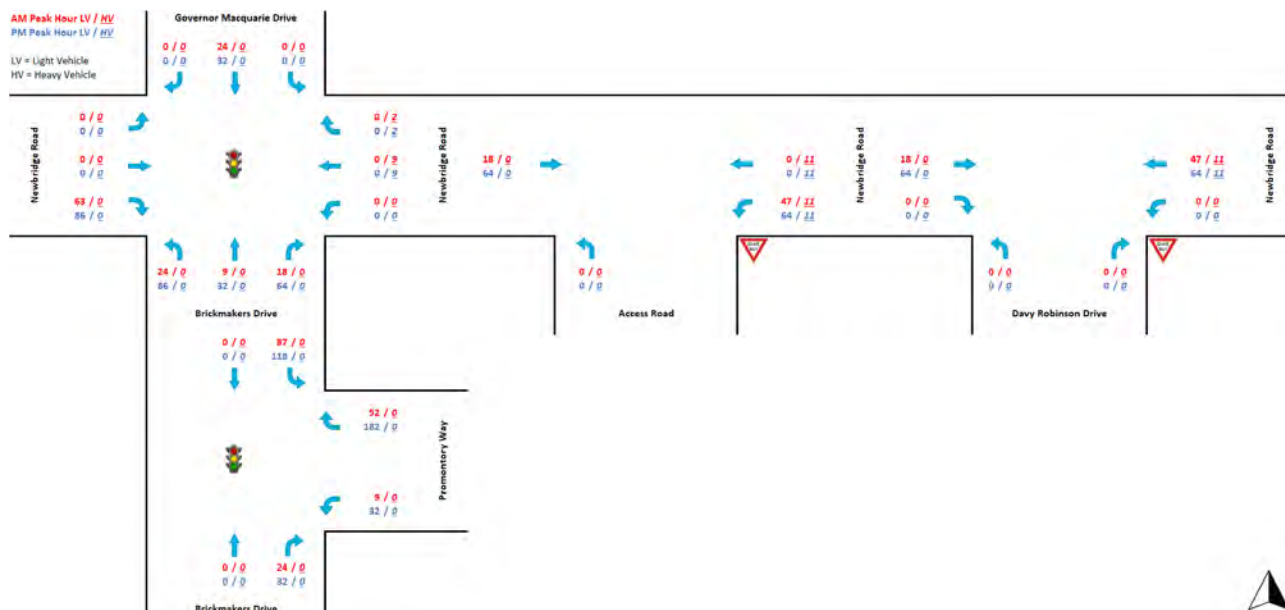 AM Peak Hour LV / HV
PM Peak Hour LV / HV
LV = Light Vehicle
HV = Heavy Vehicle
Governor Macquarie Drive
0 / 0
0 / 0
24 / 0
32 / 0
0 / 0
0 / 0
Newbridge Road
0 / 0
0 / 0
0 / 0
0 / 0
63 / 0
86 / 0
0 / 2
0 / 2
0 / 9
0 / 9
0 / 0
0 / 0
Newbridge Road
24 / 0
86 / 0
9 / 0
32 / 0
18 / 0
64 / 0
Brickmakers Drive
18 / 0
64 / 0
0 / 11
0 / 11
47 / 11
64 / 11
Newbridge Road
0 / 0
0 / 0
Access Road
18 / 0
64 / 0
0 / 0
0 / 0
47 / 11
64 / 11
0 / 0
0 / 0
Newbridge Road
0 / 0
0 / 0
0 / 0
0 / 0
Davy Robinson Drive
0 / 0
0 / 0
87 / 0
118 / 0
52 / 0
182 / 0
9 / 0
32 / 0
Promontory Way
0 / 0
0 / 0
24 / 0
32 / 0
Brickmakers Drive